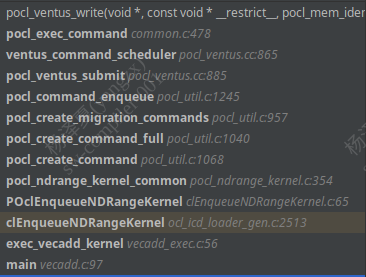 pocl_ventus_write(void *, const void * __restrict__, pocl_mem_iden
pocl_exec_command common.c:478
ventus_command_scheduler pocl_ventus.cc:865
pocl_ventus_submit pocl_ventus.cc:885
pocl_command_enqueue pocl_util.c:1245
pocl_create_migration_commands pocl_util.c:957
pocl_create_command_full pocl_util.c:1040
pocl_create_command pocl_util.c:1068
pocl_ndrange_kernel_common pocl_ndrange_kernel.c:354
POclEnqueueNDRangeKernel clEnqueueNDRangeKernel.c:65
clEnqueueNDRangeKernel ocl_icd_loader_gen.c:2513
exec_vecadd_kernel vecadd_exec.c:56
main vecadd.c:97